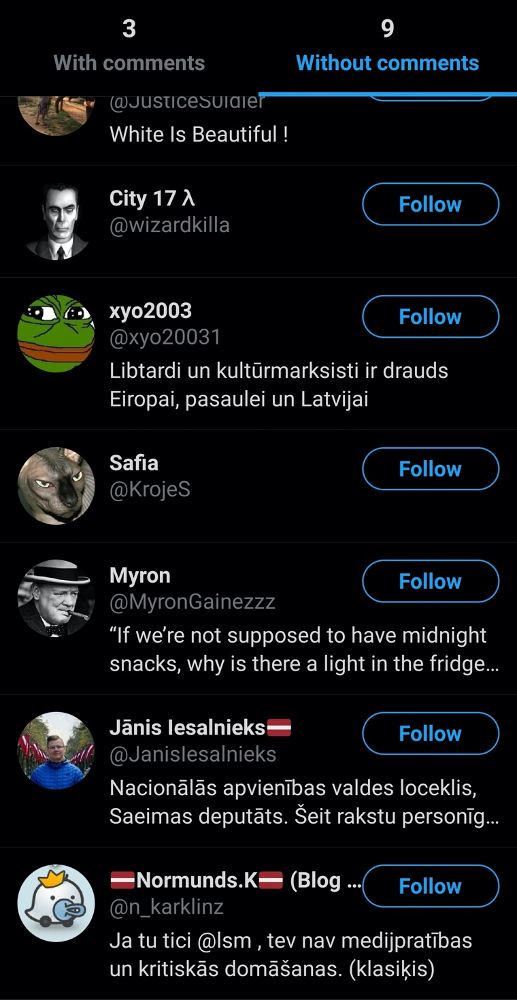 3
9
With comments
Without comments
@JusticeS0ldier
White Is Beautiful !
City 17 λ
Follow
@wizardkilla
xyo2003
Follow
@xyo20031
Libtardi un kultūrmarksisti ir drauds
Eiropai, pasaulei un Latvijai
Safia
Follow
@KrojeS
Myron
Follow
@MyronGainezzz
“If we’re not supposed to have midnight
snacks, why is there a light in the fridge…
Jānis Iesalnieks🇱🇻
Follow
@JanisIesalnieks
Nacionālās apvienības valdes loceklis,
Saeimas deputāts. Šeit rakstu personīg…
🇱🇻Normunds.K🇱🇻 (Blog …
Follow
@n_karklinz
Ja tu tici @lsm , tev nav medijpratības
un kritiskās domāšanas. (klasiķis)